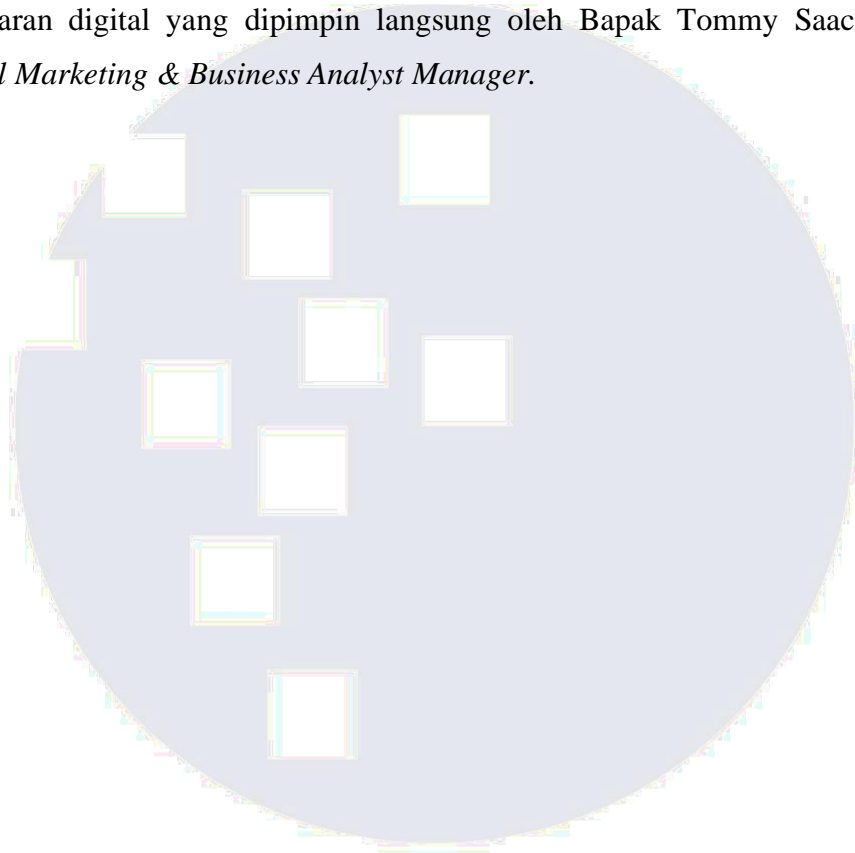 aran digital yang dipimpin langsung oleh Bapak Tommy Saac
l Marketing & Business Analyst Manager.